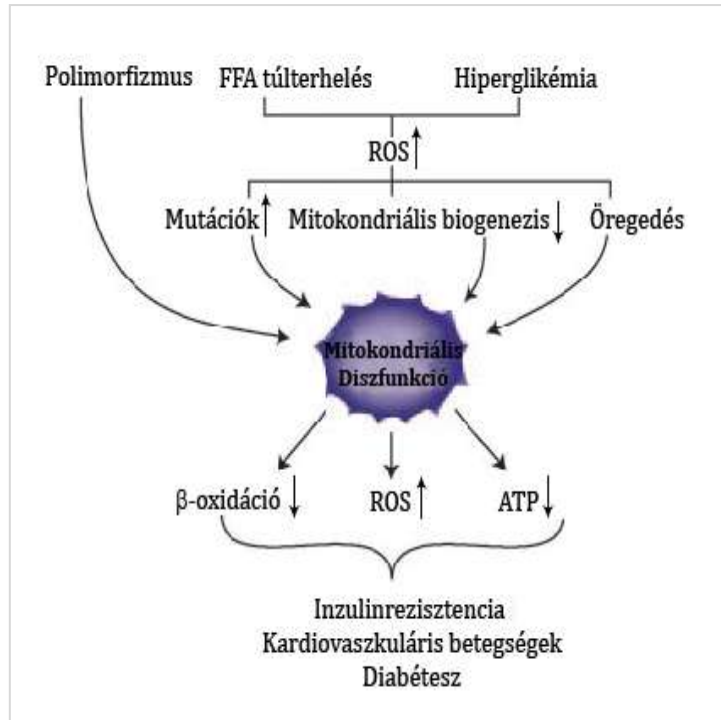 Polimorfizmus FFA túlterhelés Hiperglikémia
ROS↑
Mutációk↑ Mitokondriális biogenezis↓ Öregedés
Mitokondriális
Diszfunkció
β-oxidáció↓ ROS↑ ATP↓
Inzulinrezisztencia
Kardiovaszkuláris betegségek
Diabétesz